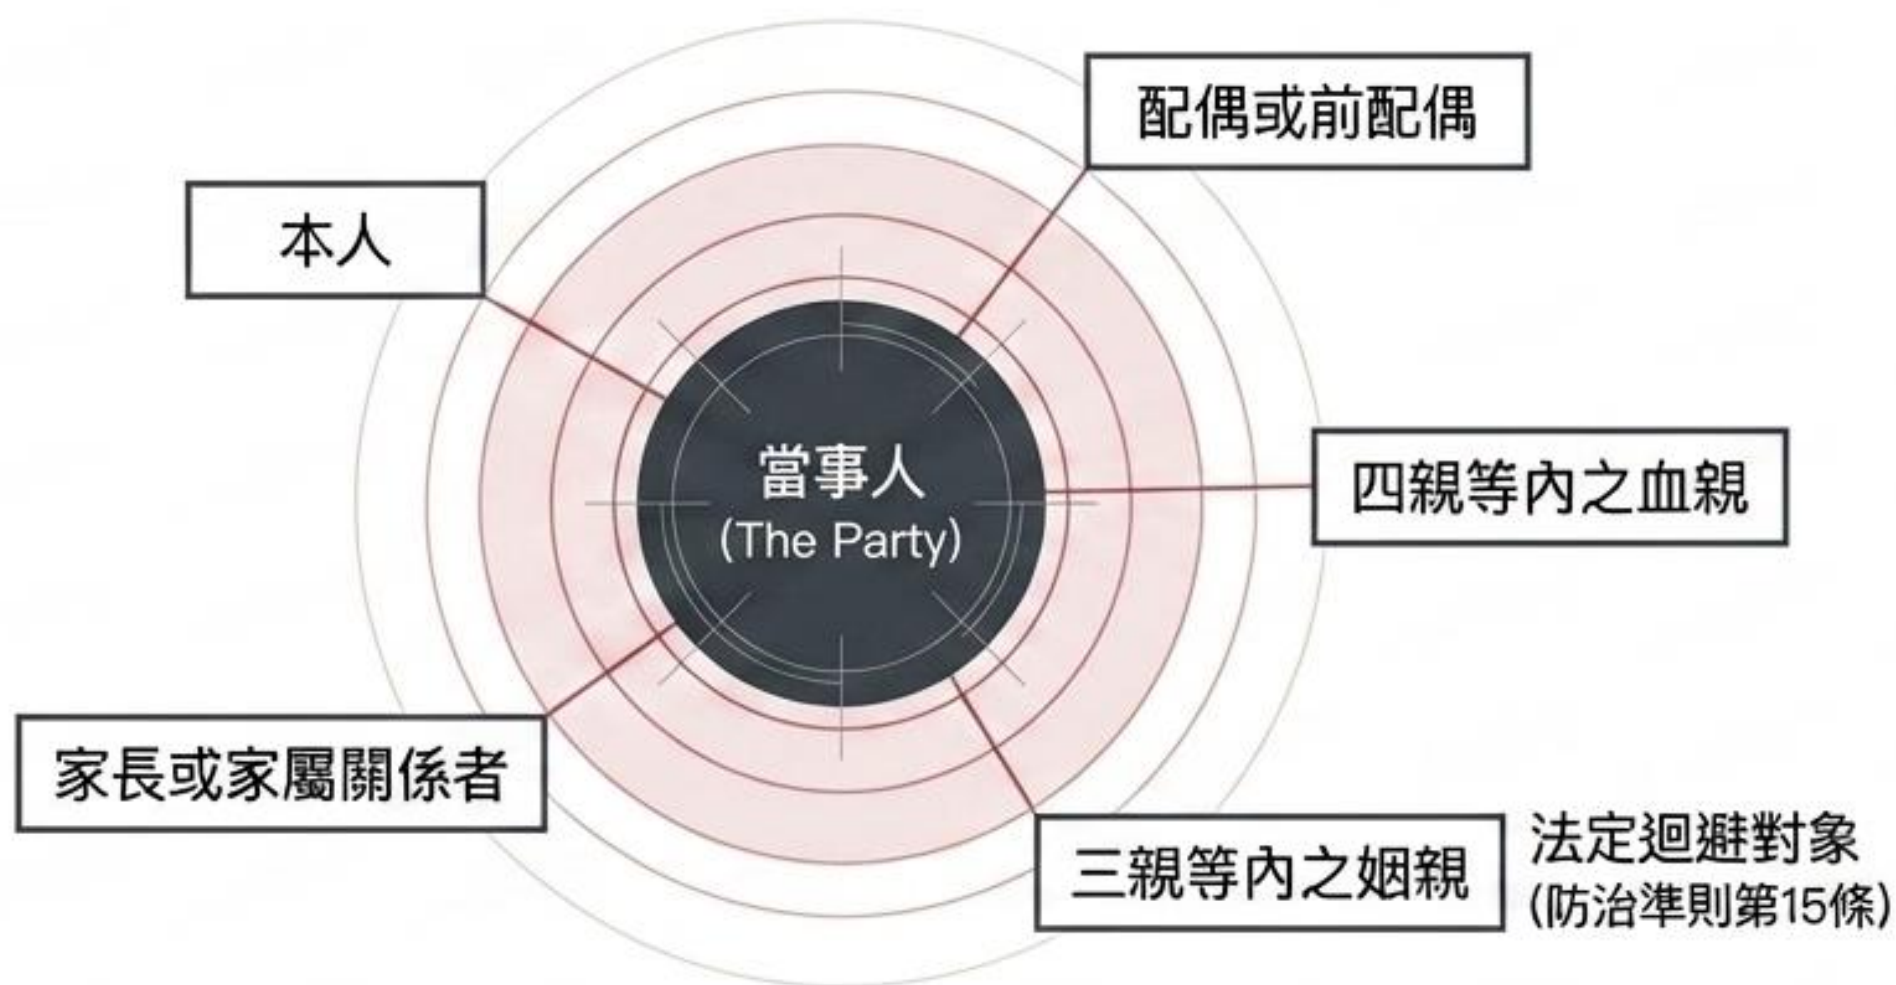 配偶或前配偶
本人
當事人
(The Party)
四親等內之血親
家長或家屬關係者
三親等內之姻親
法定迴避對象
(防治準則第15條)